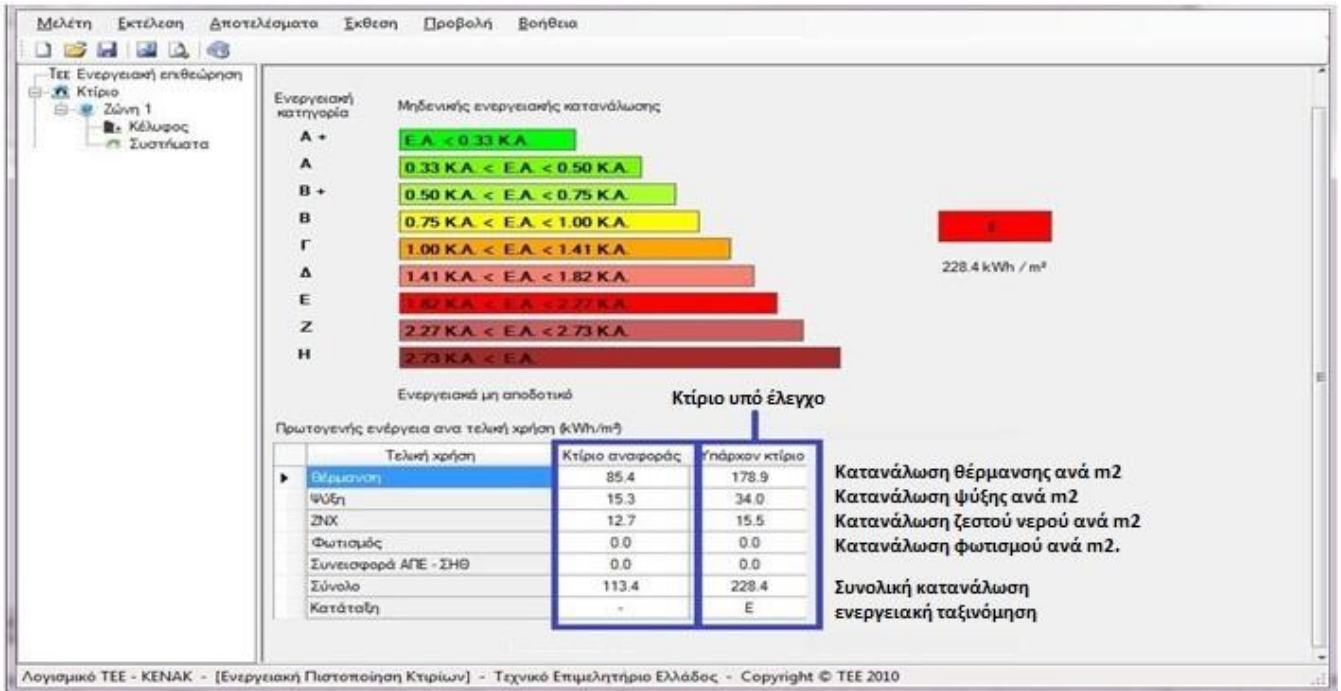 Μελέτη Εκτέλεση Αποτελέσματα Έκθεση Προβολή Βοήθεια
ΤΕΕ Ενεργειακή επιθεώρηση
Κτίριο
Ζώνη 1
Κέλυφος
Συστήματα
Ενεργειακή κατηγορία
Μηδενικής ενεργειακής κατανάλωσης
Α + Ε.Α. < 0.33 Κ.Α.
Α 0.33 Κ.Α. < Ε.Α. < 0.50 Κ.Α.
Β + 0.50 Κ.Α. < Ε.Α. < 0.75 Κ.Α.
Β 0.75 Κ.Α. < Ε.Α. < 1.00 Κ.Α.
Γ 1.00 Κ.Α. < Ε.Α. < 1.41 Κ.Α.
Δ 1.41 Κ.Α. < Ε.Α. < 1.82 Κ.Α.
Ε 1.82 Κ.Α. < Ε.Α. < 2.27 Κ.Α.
Ζ 2.27 Κ.Α. < Ε.Α. < 2.73 Κ.Α.
Η 2.73 Κ.Α. < Ε.Α.
Ε
228.4 kWh / m²
Ενεργειακά μη αποδοτικό
Κτίριο υπό έλεγχο
Πρωτογενής ενέργεια ανα τελική χρήση (kWh/m²)
Τελική χρήση Κτίριο αναφοράς Υπάρχον κτίριο
Θέρμανση 85.4 178.9 Κατανάλωση θέρμανσης ανά m2
Ψύξη 15.3 34.0 Κατανάλωση ψύξης ανά m2
ΖΝΧ 12.7 15.5 Κατανάλωση ζεστού νερού ανά m2
Φωτισμός 0.0 0.0 Κατανάλωση φωτισμού ανά m2.
Συνεισφορά ΑΠΕ - ΣΗΘ 0.0 0.0
Σύνολο 113.4 228.4 Συνολική κατανάλωση
Κατάταξη - Ε ενεργειακή ταξινόμηση
Λογισμικό ΤΕΕ - ΚΕΝΑΚ - [Ενεργειακή Πιστοποίηση Κτιρίων] - Τεχνικό Επιμελητήριο Ελλάδος - Copyright © ΤΕΕ 2010